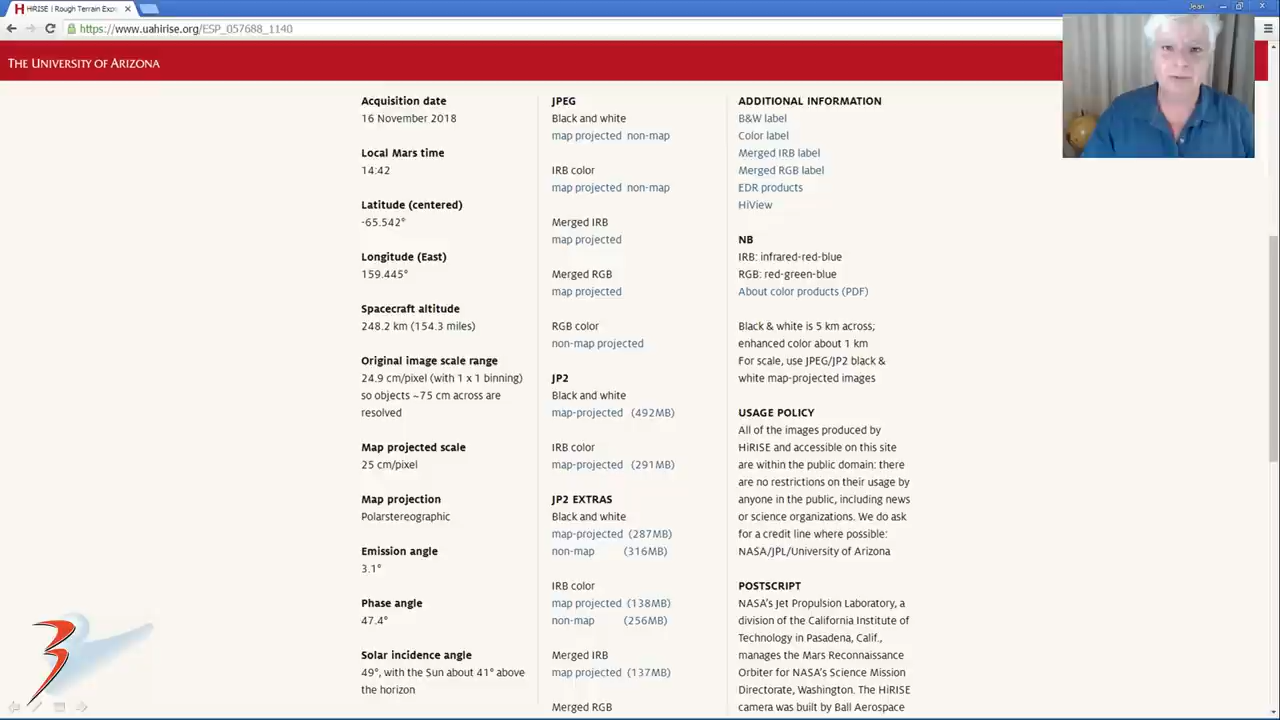 HiRISE | Rough Terrain Exp
Jean
https://www.uahirise.org/ESP_057688_1140
THE UNIVERSITY OF ARIZONA
Acquisition date
16 November 2018
Local Mars time
14:42
Latitude (centered)
-65.542°
Longitude (East)
159.445°
Spacecraft altitude
248.2 km (154.3 miles)
Original image scale range
24.9 cm/pixel (with 1 x 1 binning)
so objects ~75 cm across are
resolved
Map projected scale
25 cm/pixel
Map projection
Polarstereographic
Emission angle
3.1°
Phase angle
47.4°
Solar incidence angle
49°, with the Sun about 41° above
the horizon
JPEG
Black and white
map projected non-map
IRB color
map projected non-map
Merged IRB
map projected
Merged RGB
map projected
RGB color
non-map projected
JP2
Black and white
map-projected (492MB)
IRB color
map-projected (291MB)
JP2 EXTRAS
Black and white
map-projected (287MB)
non-map (316MB)
IRB color
map projected (138MB)
non-map (256MB)
Merged IRB
map projected (137MB)
Merged RGB
ADDITIONAL INFORMATION
B&W label
Color label
Merged IRB label
Merged RGB label
EDR products
HiView
NB
IRB: infrared-red-blue
RGB: red-green-blue
About color products (PDF)
Black & white is 5 km across;
enhanced color about 1 km
For scale, use JPEG/JP2 black &
white map-projected images
USAGE POLICY
All of the images produced by
HiRISE and accessible on this site
are within the public domain: there
are no restrictions on their usage by
anyone in the public, including news
or science organizations. We do ask
for a credit line where possible:
NASA/JPL/University of Arizona
POSTSCRIPT
NASA's Jet Propulsion Laboratory, a
division of the California Institute of
Technology in Pasadena, Calif.,
manages the Mars Reconnaissance
Orbiter for NASA's Science Mission
Directorate, Washington. The HiRISE
camera was built by Ball Aerospace